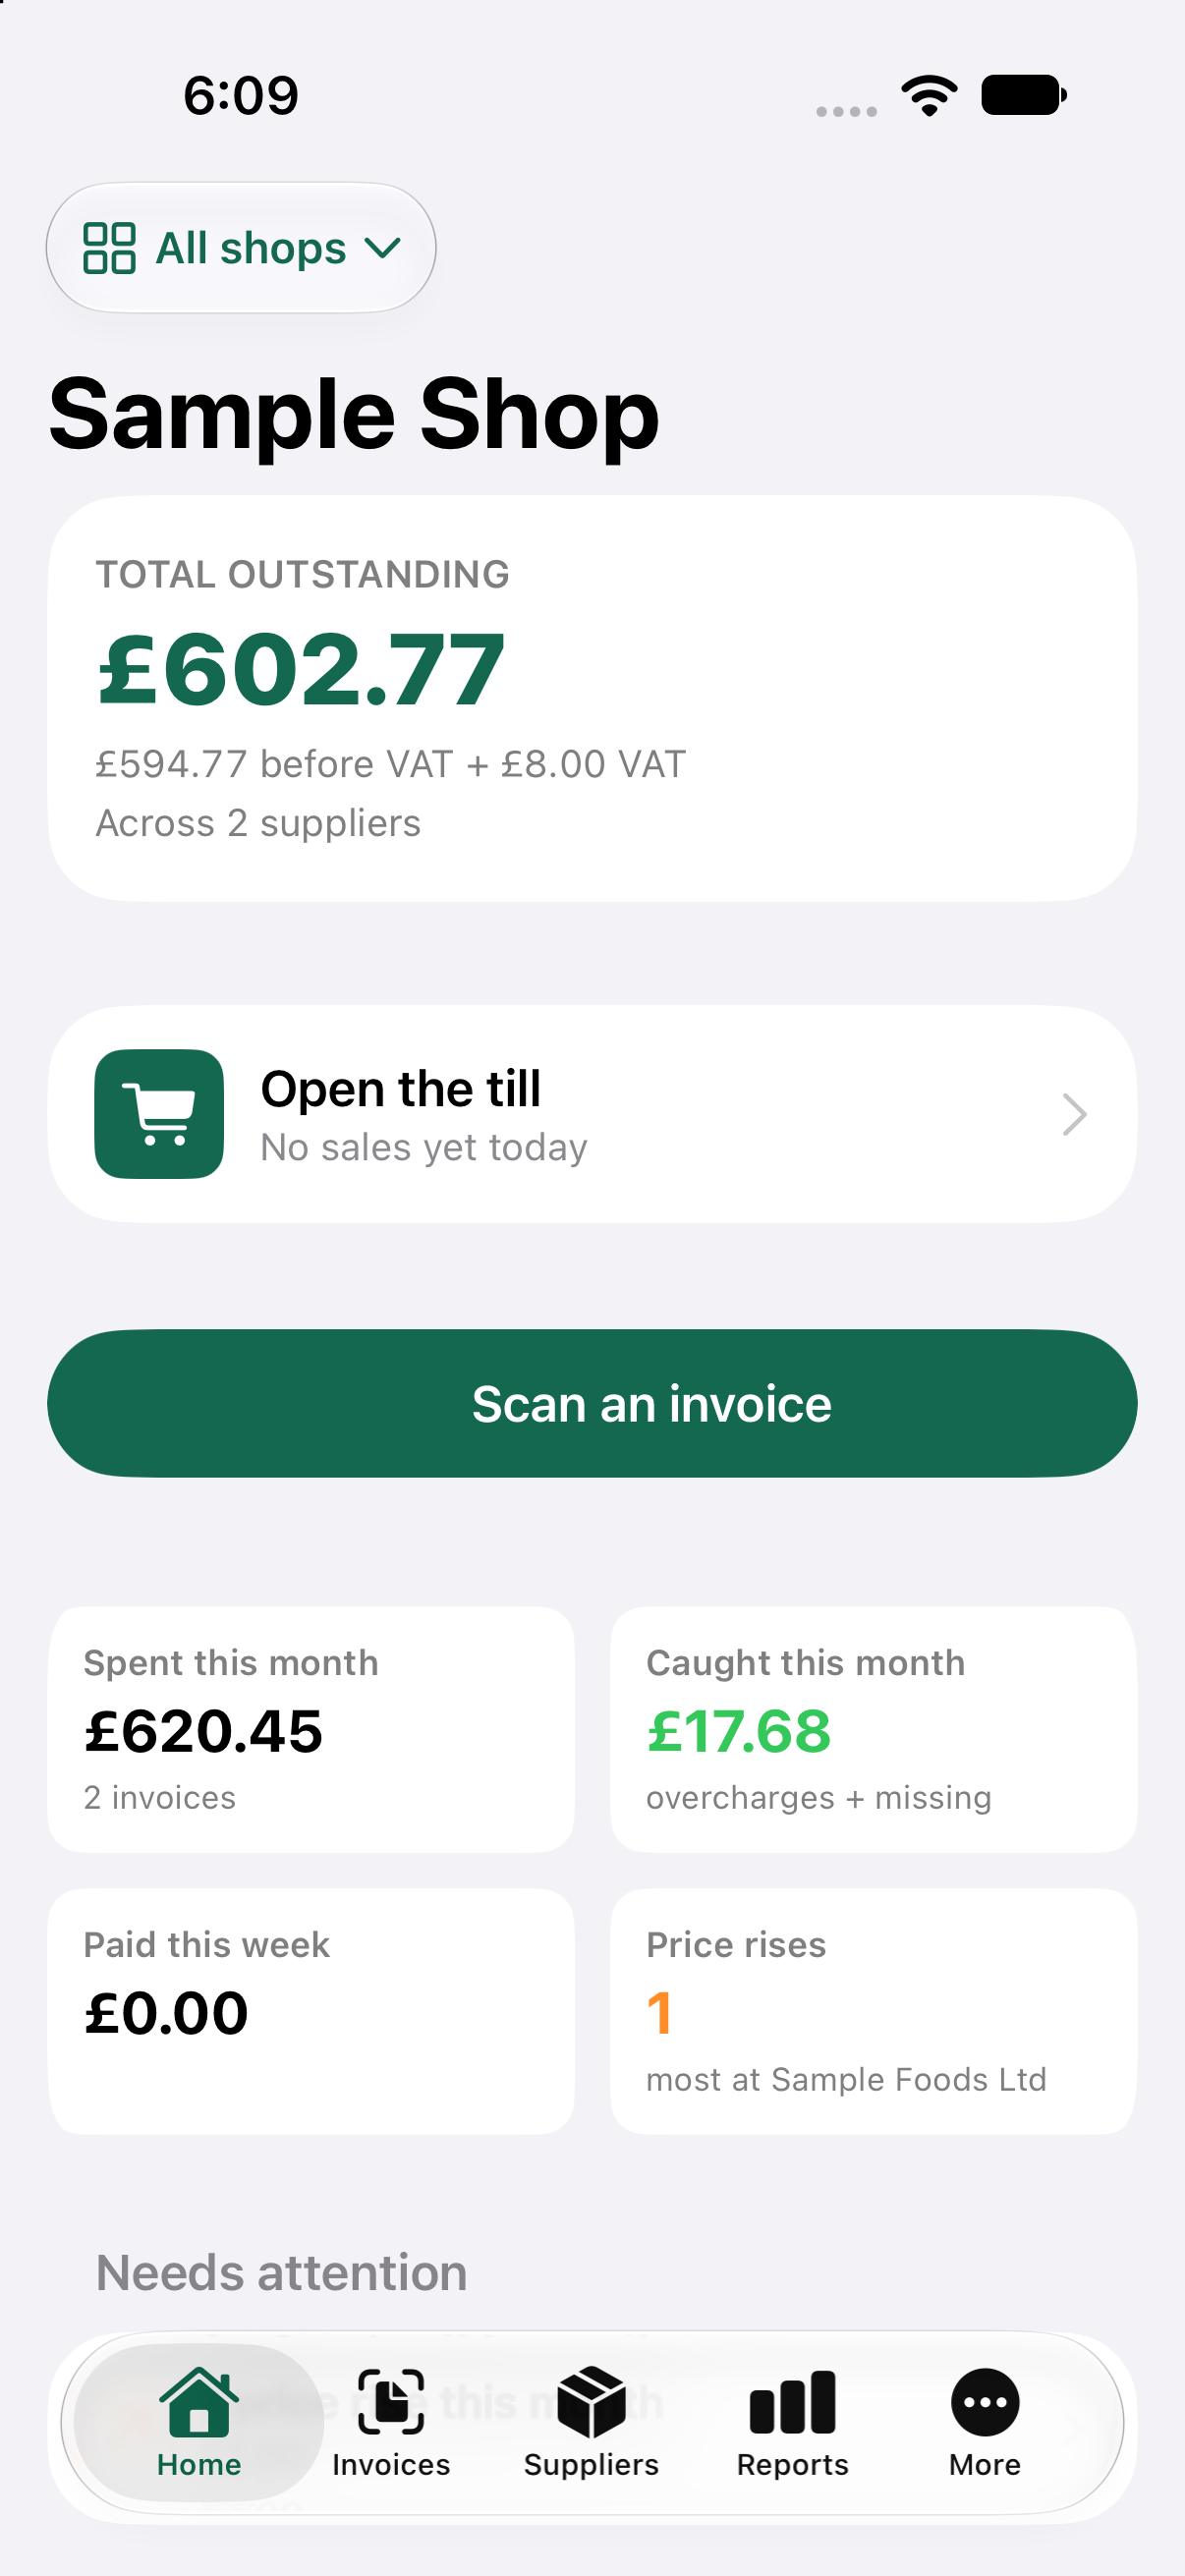 6:09
All shops
Sample Shop
TOTAL OUTSTANDING
£602.77
£594.77 before VAT + £8.00 VAT
Across 2 suppliers
Open the till
No sales yet today
Scan an invoice
Spent this month
£620.45
2 invoices
Caught this month
£17.68
overcharges + missing
Paid this week
£0.00
Price rises
1
most at Sample Foods Ltd
Needs attention
Home
Invoices
Suppliers
Reports
More